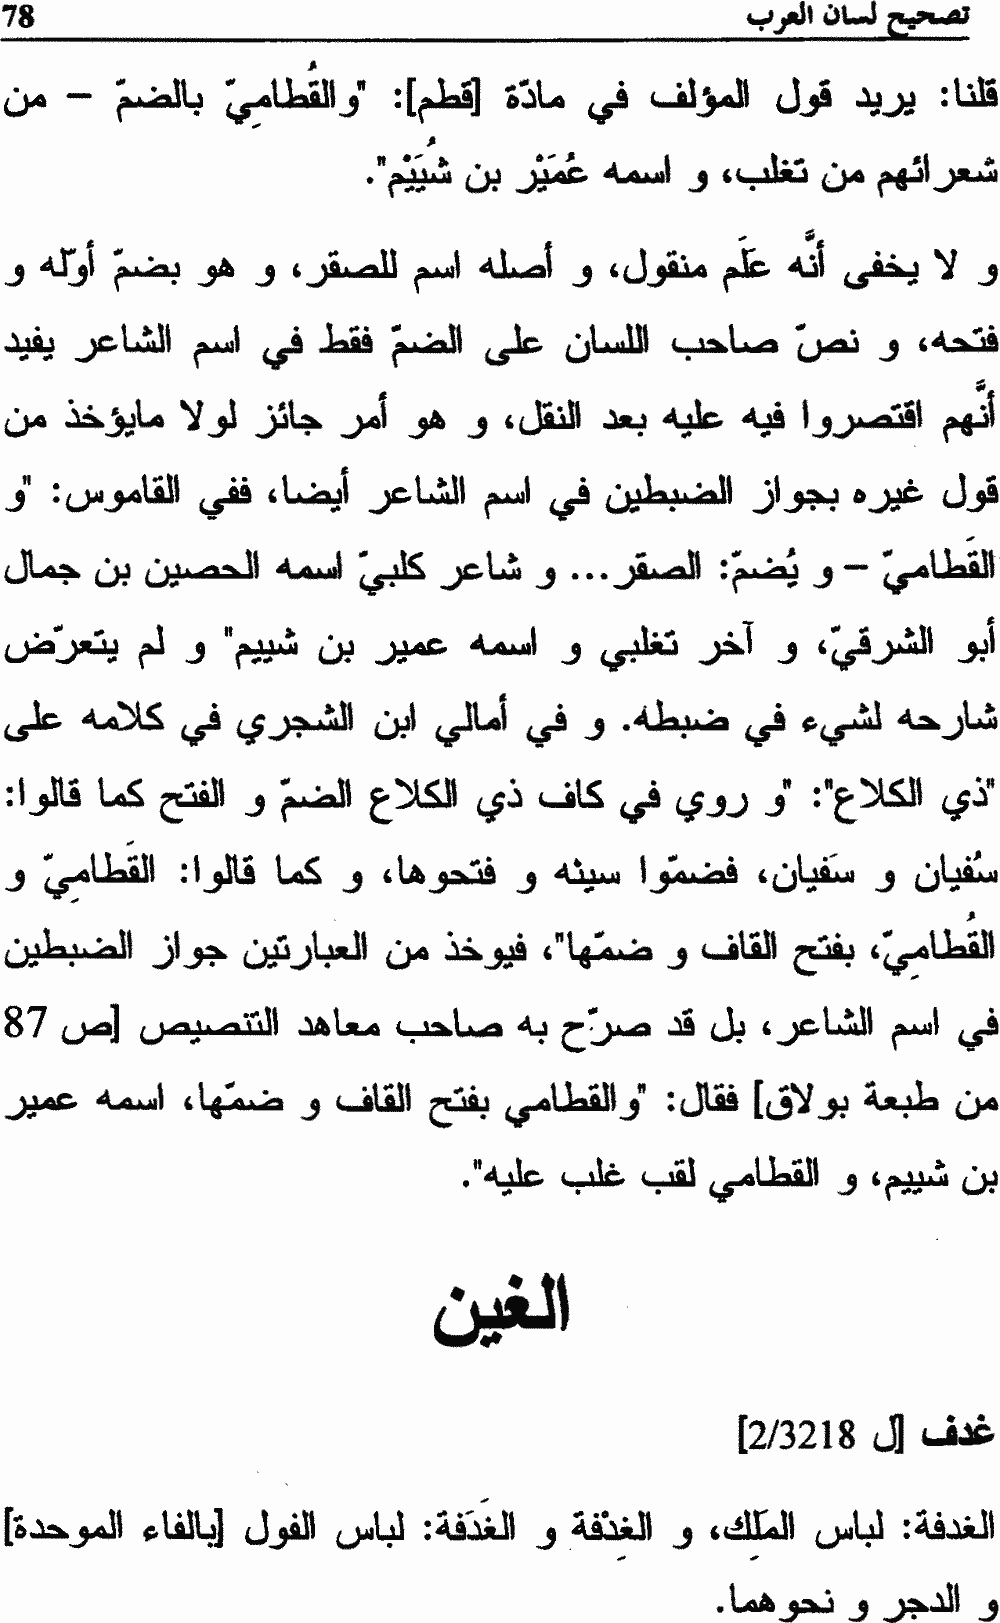 تصحيح لسان العرب 78
قلنا: يريد قول المؤلف في مادّة [قطم]: "والقُطاميّ بالضمّ – من
شعرائهم من تغلب، و اسمه عُمَيْر بن شُيَيْم".
و لا يخفى أنَّه عَلَم منقول، و أصله اسم للصقر، و هو بضمّ أوّله و
فتحه، و نصّ صاحب اللسان على الضمّ فقط في اسم الشاعر يفيد
أنَّهم اقتصروا فيه عليه بعد النقل، و هو أمر جائز لولا مايؤخذ من
قول غيره بجواز الضبطين في اسم الشاعر أيضا، ففي القاموس: "و
القَطاميّ – و يُضمّ: الصقر... و شاعر كلبيّ اسمه الحصين بن جمال
أبو الشرقيّ، و آخر تغلبي و اسمه عمير بن شييم" و لم يتعرّض
شارحه لشيء في ضبطه. و في أمالي ابن الشجري في كلامه على
"ذي الكلاع": "و روي في كاف ذي الكلاع الضمّ و الفتح كما قالوا:
سُفيان و سَفيان، فضمّوا سينه و فتحوها، و كما قالوا: القَطامِيّ و
القُطامِيّ، بفتح القاف و ضمّها"، فيوخذ من العبارتين جواز الضبطين
في اسم الشاعر، بل قد صرّح به صاحب معاهد التنصيص [ص 87
من طبعة بولاق] فقال: "والقطامي بفتح القاف و ضمّها، اسمه عمير
بن شييم، و القطامي لقب غلب عليه".
الغين
غدف [ل 2/3218]
الغدفة: لباس المَلِك، و الغِدْفة و الغَدَفة: لباس الفول [بالفاء الموحدة]
و الدجر و نحوهما.